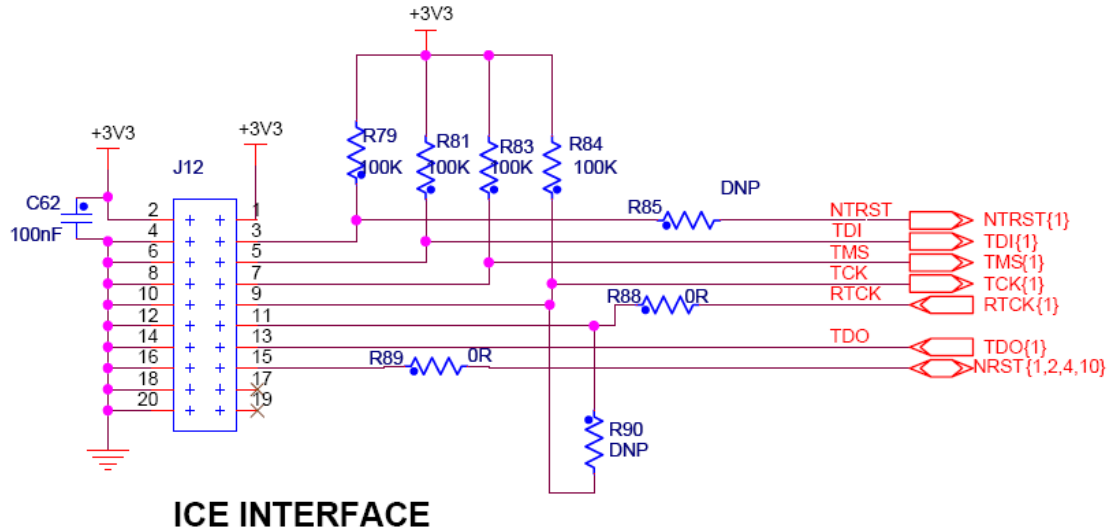 +3V3
+3V3
+3V3
J12
C62
100nF
R79
100K
R81
100K
R83
100K
R84
100K
DNP
R85
NTRST
NTRST{1}
TDI
TDI{1}
TMS
TMS{1}
TCK
TCK{1}
R88
0R
RTCK
RTCK{1}
TDO
TDO{1}
R89
0R
NRST{1,2,4,10}
R90
DNP
2
1
4
3
6
5
8
7
10
9
12
11
14
13
16
15
18
17
20
19
ICE INTERFACE